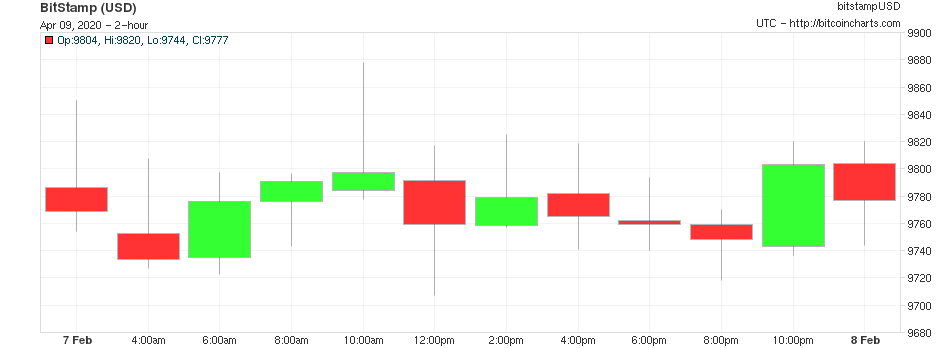 BitStamp (USD)
bitstampUSD
Apr 09, 2020 - 2-hour
UTC - http://bitcoincharts.com
Op:9804, Hi:9820, Lo:9744, Cl:9777
9900
9880
9860
9840
9820
9800
9780
9760
9740
9720
9700
9680
7 Feb 4:00am 6:00am 8:00am 10:00am 12:00pm 2:00pm 4:00pm 6:00pm 8:00pm 10:00pm 8 Feb